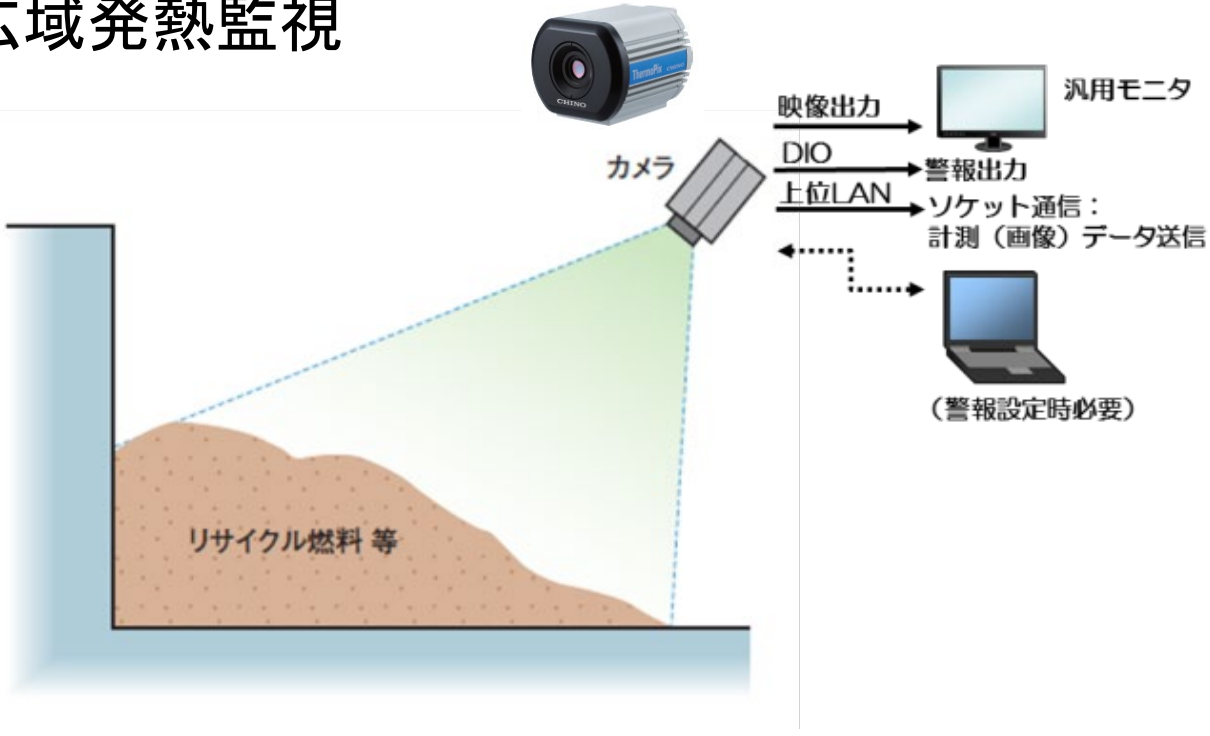 広域発熱監視
ThermoPix CHINO
CHINO
カメラ
映像出力
汎用モニタ
DIO
警報出力
上位LAN
ソケット通信：
計測（画像）データ送信
（警報設定時必要）
リサイクル燃料 等